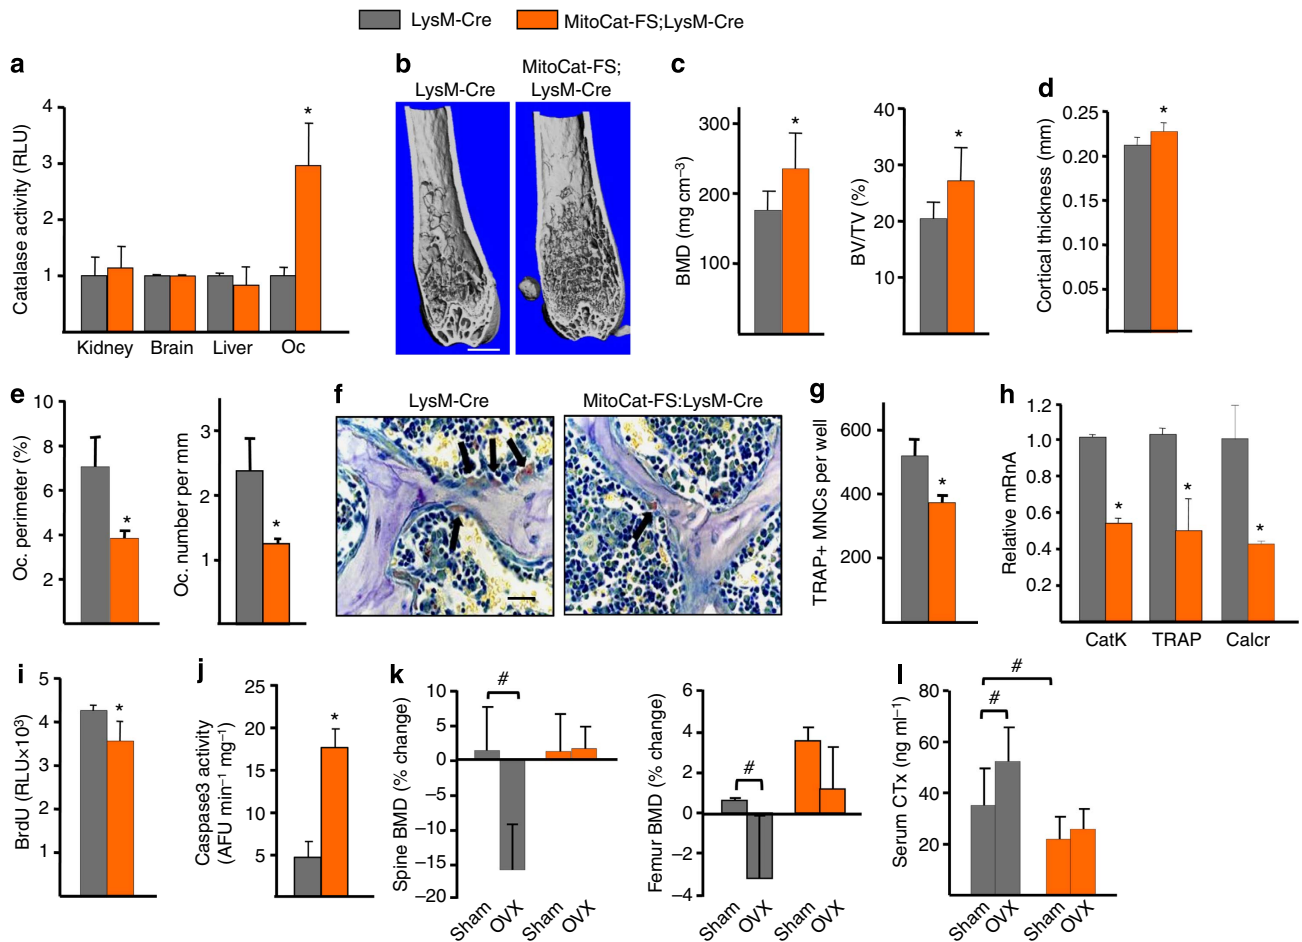 LysM-Cre MitoCat-FS;LysM-Cre
a
Catalase activity (RLU)
4
3
2
1
*
Kidney Brain Liver Oc
b
LysM-Cre
MitoCat-FS;
LysM-Cre
c
BMD (mg cm⁻³)
300
200
100
*
BV/TV (%)
40
30
20
10
*
d
Cortical thickness (mm)
0.25
0.20
0.15
0.10
0.05
*
e
Oc. perimeter (%)
10
8
6
4
2
*
Oc. number per mm
3
2
1
*
f
LysM-Cre
MitoCat-FS:LysM-Cre
g
TRAP+ MNCs per well
600
400
200
*
h
Relative mRnA
1.2
1.0
0.8
0.6
0.4
0.2
* * *
CatK TRAP Calcr
i
BrdU (RLU×10³)
5
4
3
2
1
*
j
Caspase3 activity
(AFU min⁻¹ mg⁻¹)
25
20
15
10
5
*
k
Spine BMD (% change)
10
5
0
−5
−10
−15
−20
#
Sham OVX Sham OVX
Femur BMD (% change)
6
4
2
0
−2
−4
#
Sham OVX Sham OVX
l
Serum CTx (ng ml⁻¹)
80
60
40
20
#
#
Sham OVX Sham OVX